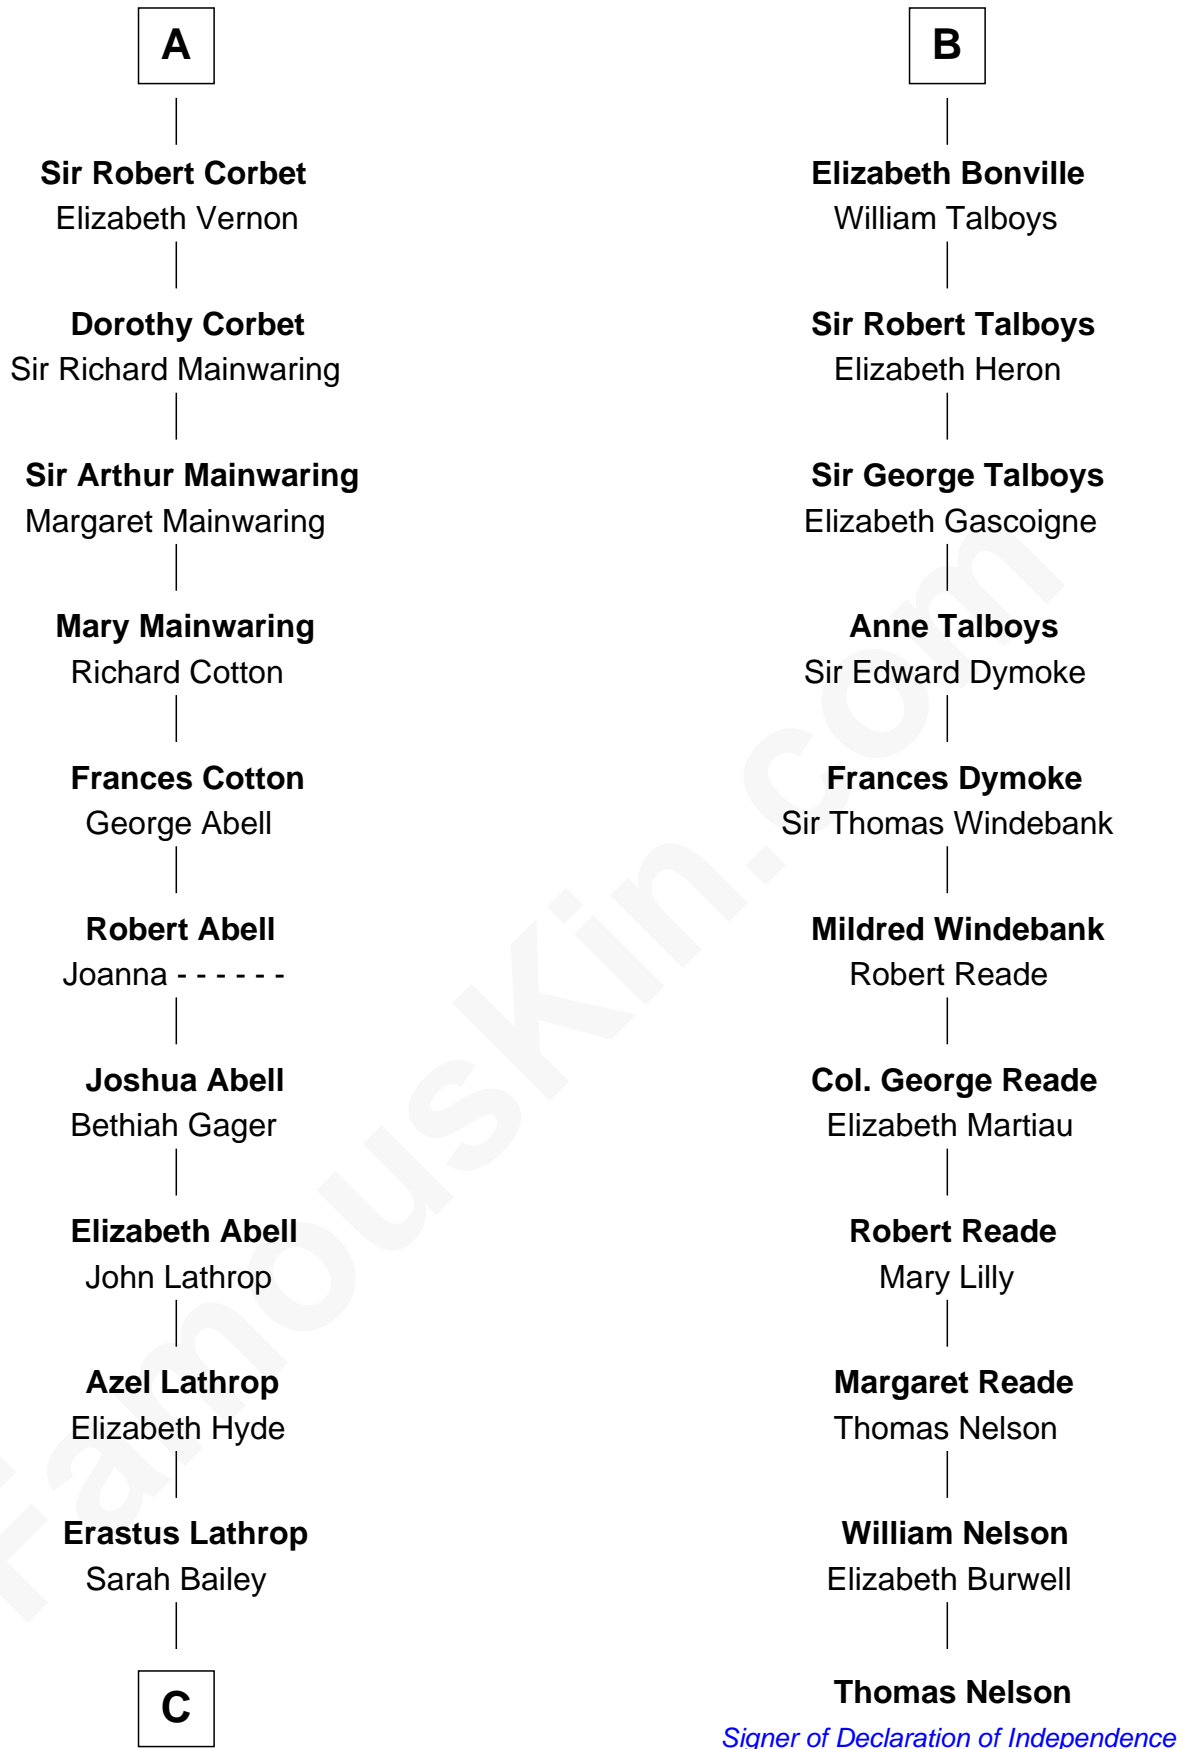 A
Sir Robert Corbet
Elizabeth Vernon
Dorothy Corbet
Sir Richard Mainwaring
Sir Arthur Mainwaring
Margaret Mainwaring
Mary Mainwaring
Richard Cotton
Frances Cotton
George Abell
Robert Abell
Joanna - - - - - -
Joshua Abell
Bethiah Gager
Elizabeth Abell
John Lathrop
Azel Lathrop
Elizabeth Hyde
Erastus Lathrop
Sarah Bailey
C
B
Elizabeth Bonville
William Talboys
Sir Robert Talboys
Elizabeth Heron
Sir George Talboys
Elizabeth Gascoigne
Anne Talboys
Sir Edward Dymoke
Frances Dymoke
Sir Thomas Windebank
Mildred Windebank
Robert Reade
Col. George Reade
Elizabeth Martiau
Robert Reade
Mary Lilly
Margaret Reade
Thomas Nelson
William Nelson
Elizabeth Burwell
Thomas Nelson
Signer of Declaration of Independence
FamousKin.com